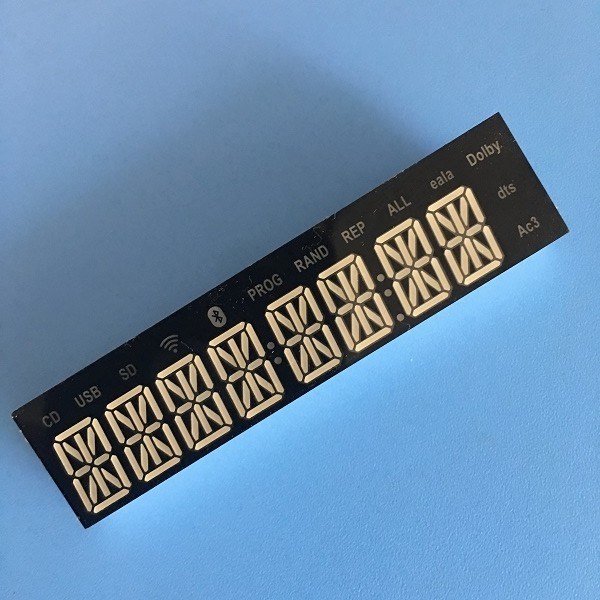 CD USB SD PROG RAND REP ALL eala Dolby
dts
Ac3